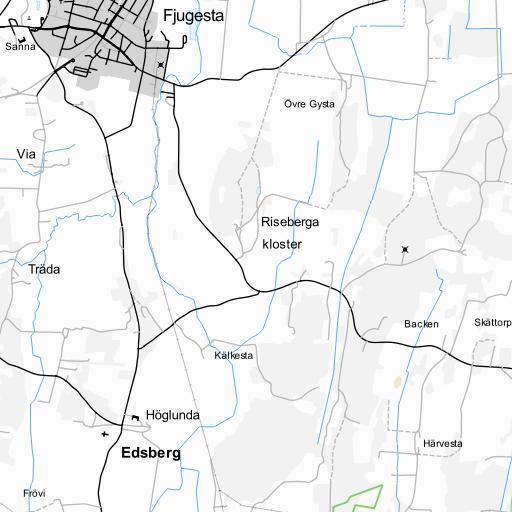 Fjugesta
Sanna
Övre Gysta
Via
Riseberga
kloster
Träda
Backen
Skättorp
Kälkesta
Höglunda
Edsberg
Härvesta
Frövi